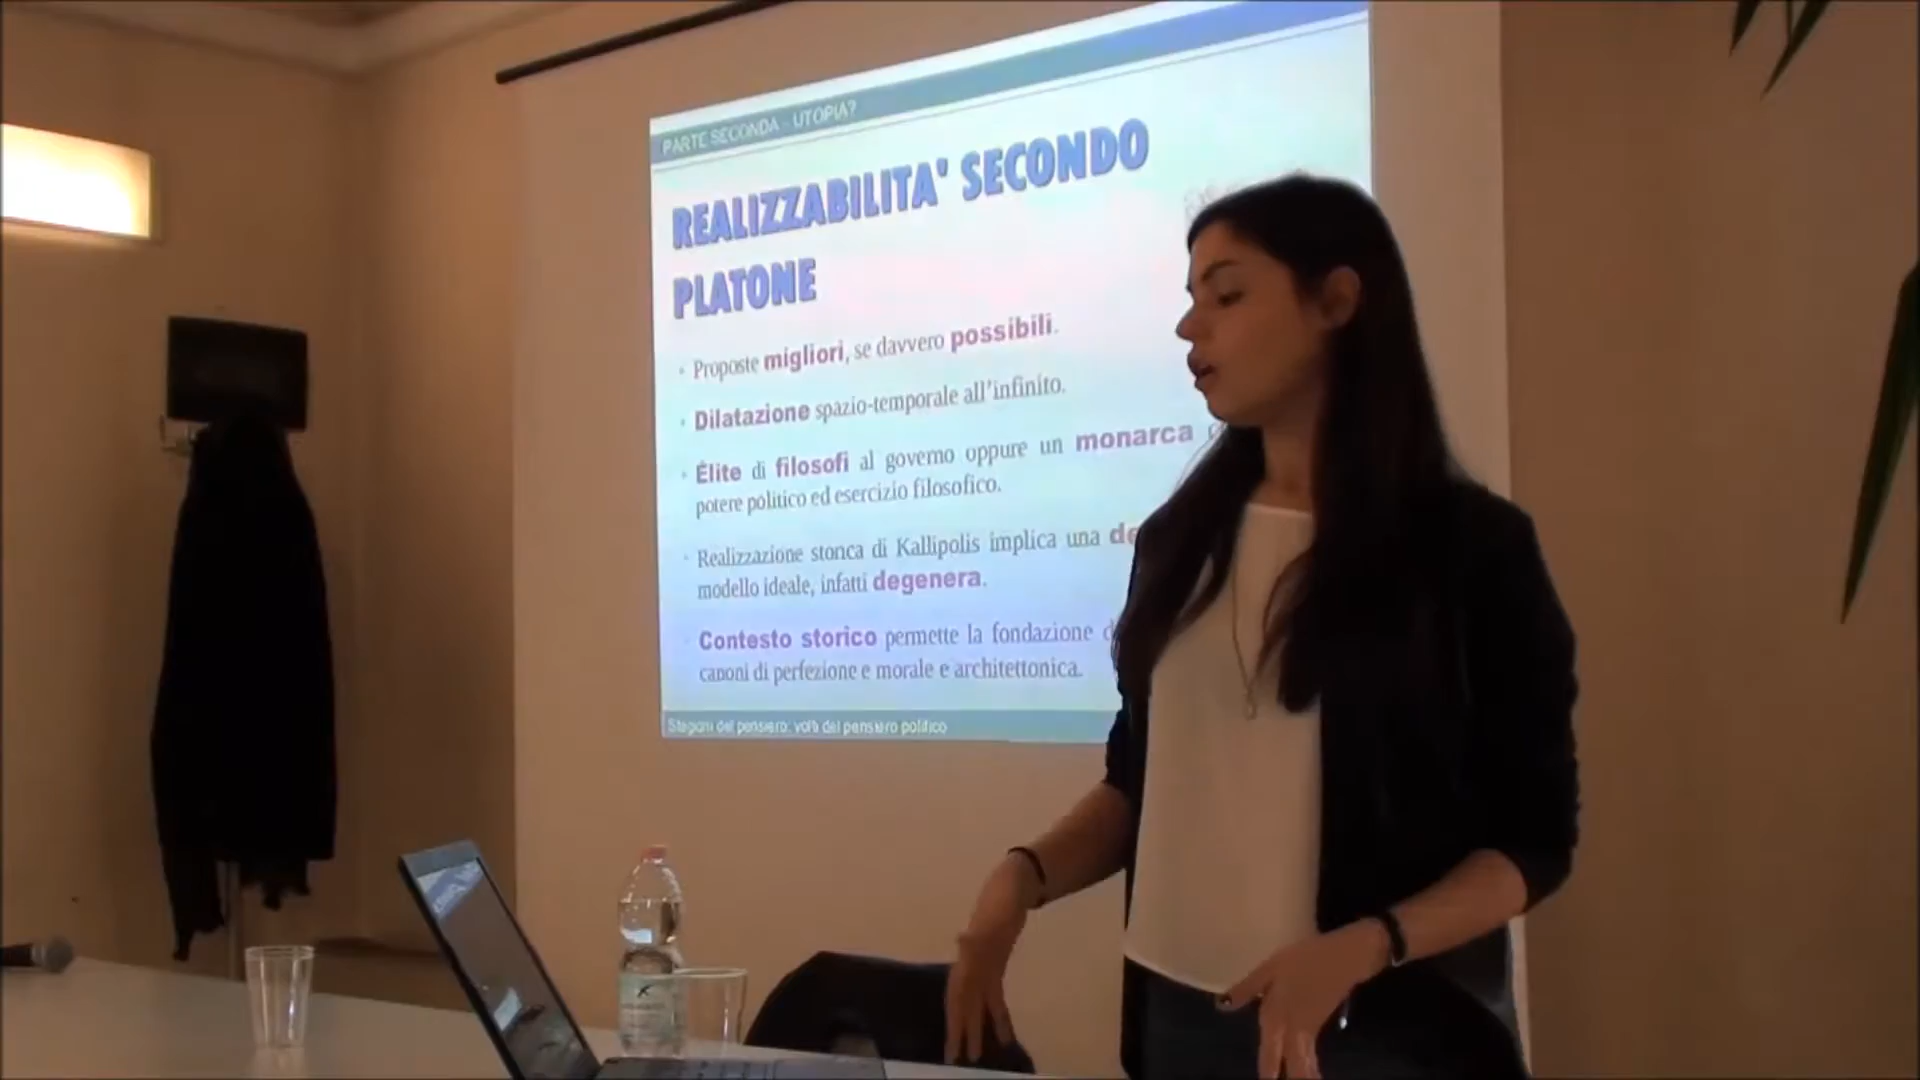 PARTE SECONDA - UTOPIA?
REALIZZABILITA' SECONDO
PLATONE
Proposte migliori, se davvero possibili.
Dilatazione spazio-temporale all'infinito.
Élite di filosofi al governo oppure un monarca
potere politico ed esercizio filosofico.
Realizzazione storica di Kallipolis implica una
modello ideale, infatti degenera.
Contesto storico permette la fondazione
canoni di perfezione e morale e architettonica.
Stagioni del pensiero: volti del pensiero politico